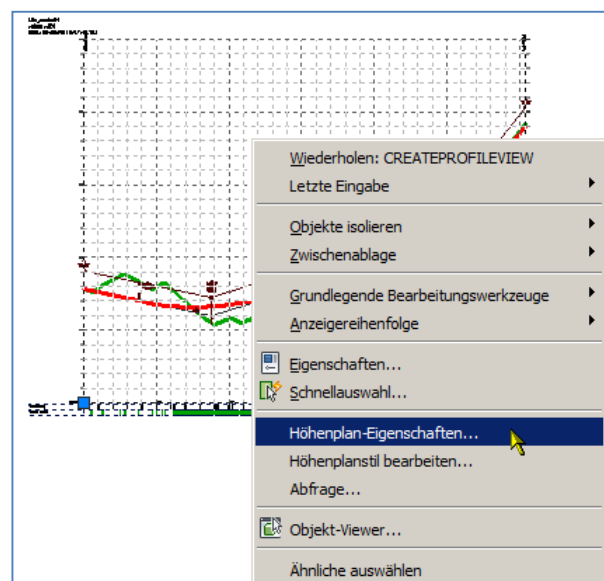 Wiederholen: CREATEPROFILEVIEW
Letzte Eingabe
Objekte isolieren
Zwischenablage
Grundlegende Bearbeitungswerkzeuge
Anzeigereihenfolge
Eigenschaften...
Schnellauswahl...
Höhenplan-Eigenschaften...
Höhenplanstil bearbeiten...
Abfrage...
Objekt-Viewer...
Ähnliche auswählen